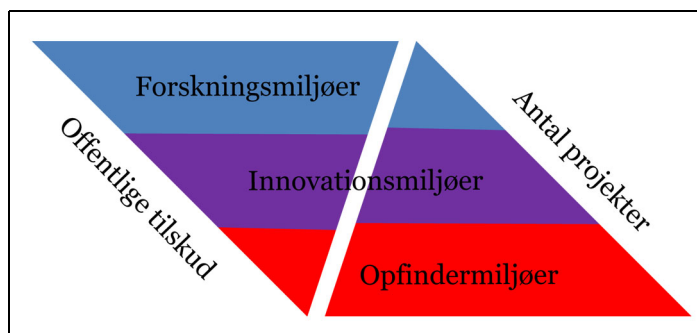 Forskningsmiljøer
Innovationsmiljøer
Opfindermiljøer
Offentlige tilskud
Antal projekter